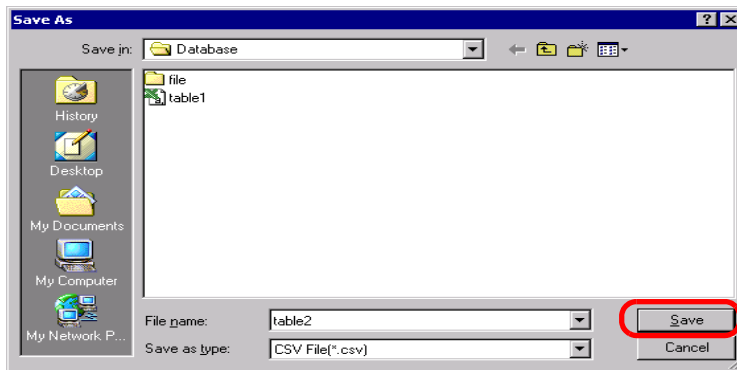 Save As
Save in: Database
file
table1
History
Desktop
My Documents
My Computer
My Network P...
File name: table2 Save
Save as type: CSV File(*.csv) Cancel